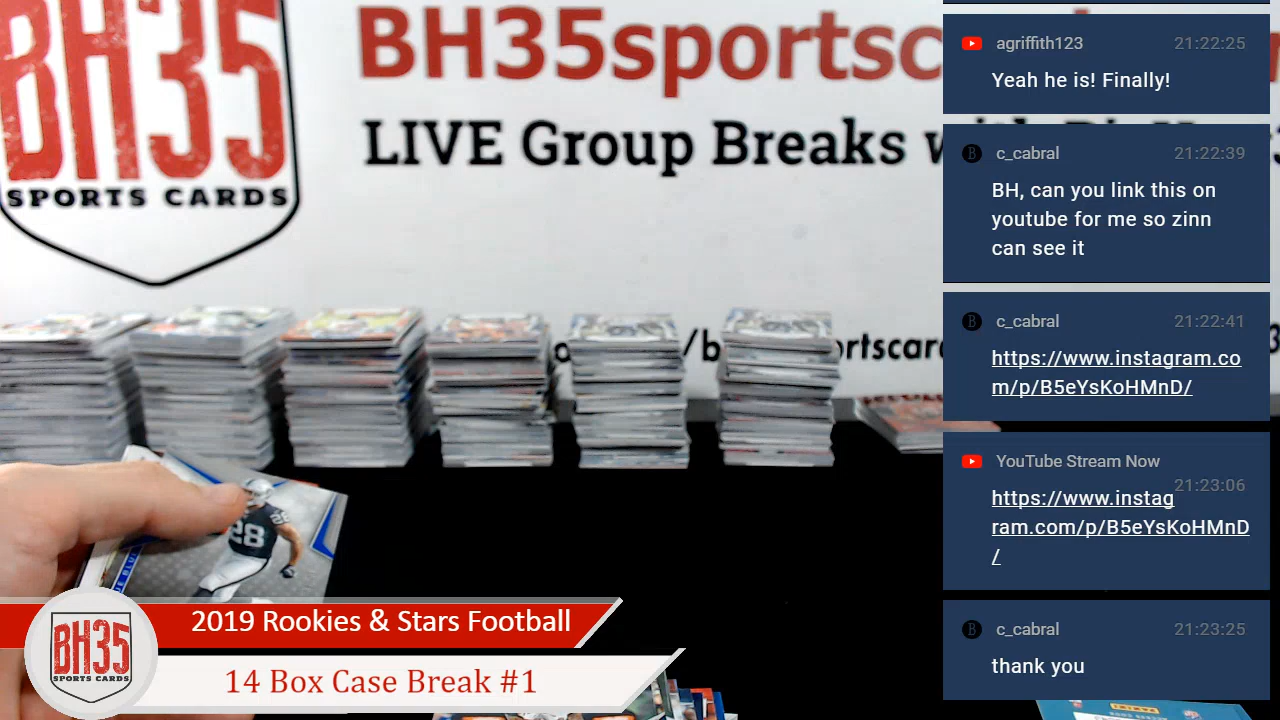 BH35
SPORTS CARDS
BH35sportsc
LIVE Group Breaks
agriffith123 21:22:25
Yeah he is! Finally!
c_cabral 21:22:39
BH, can you link this on
youtube for me so zinn
can see it
c_cabral 21:22:41
https://www.instagram.co
m/p/B5eYsKoHMnD/
YouTube Stream Now
21:23:06
https://www.instag
ram.com/p/B5eYsKoHMnD
/
c_cabral 21:23:25
thank you
/b
ortscar
28
BH35
SPORTS CARDS
2019 Rookies & Stars Football
14 Box Case Break #1
PANINI